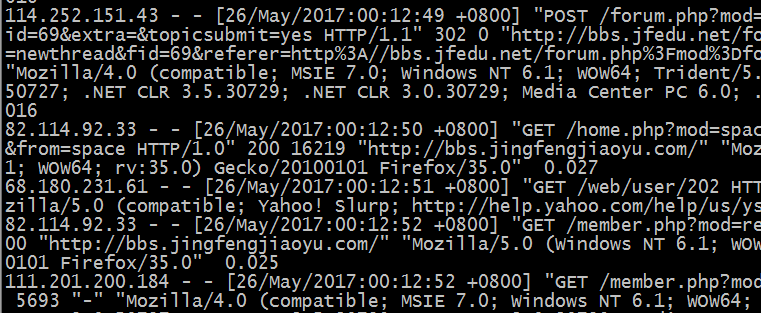 114.252.151.43 - - [26/May/2017:00:12:49 +0800] "POST /forum.php?mod=
id=69&extra=&topicsubmit=yes HTTP/1.1" 302 0 "http://bbs.jfedu.net/fo
=newthread&fid=69&referer=http%3A//bbs.jfedu.net/forum.php%3Fmod%3Dfo
"Mozilla/4.0 (compatible; MSIE 7.0; Windows NT 6.1; WOW64; Trident/5.
50727; .NET CLR 3.5.30729; .NET CLR 3.0.30729; Media Center PC 6.0; .
016
82.114.92.33 - - [26/May/2017:00:12:50 +0800] "GET /home.php?mod=spac
&from=space HTTP/1.0" 200 16219 "http://bbs.jingfengjiaoyu.com/" "Moz
1; WOW64; rv:35.0) Gecko/20100101 Firefox/35.0"  0.027
68.180.231.61 - - [26/May/2017:00:12:51 +0800] "GET /web/user/202 HTT
zilla/5.0 (compatible; Yahoo! Slurp; http://help.yahoo.com/help/us/ys
82.114.92.33 - - [26/May/2017:00:12:52 +0800] "GET /member.php?mod=re
00 "http://bbs.jingfengjiaoyu.com/" "Mozilla/5.0 (Windows NT 6.1; WOW
0101 Firefox/35.0"  0.025
111.201.200.184 - - [26/May/2017:00:12:52 +0800] "GET /member.php?mod
5693 "-" "Mozilla/4.0 (compatible; MSIE 7.0; Windows NT 6.1; WOW64;